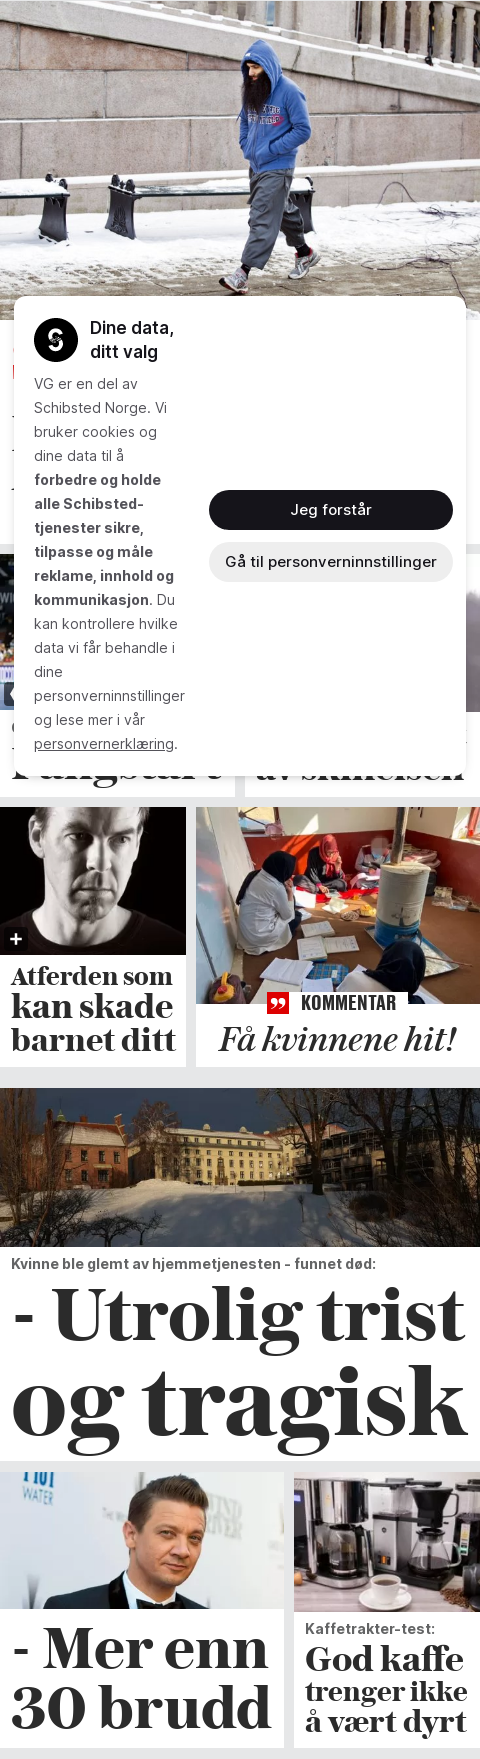 Dine data,
ditt valg
VG er en del av
Schibsted Norge. Vi
bruker cookies og
dine data til å
forbedre og holde
alle Schibsted-
tjenester sikre,
tilpasse og måle
reklame, innhold og
kommunikasjon. Du
kan kontrollere hvilke
data vi får behandle i
dine
personverninnstillinger
og lese mer i vår
personvernerklæring.
Jeg forstår
Gå til personverninnstillinger
Atferden som
kan skade
barnet ditt
KOMMENTAR
Få kvinnene hit!
Kvinne ble glemt av hjemmetjenesten - funnet død:
- Utrolig trist
og tragisk
WATER
- Mer enn
30 brudd
Kaffetrakter-test:
God kaffe
trenger ikke
å vært dyrt